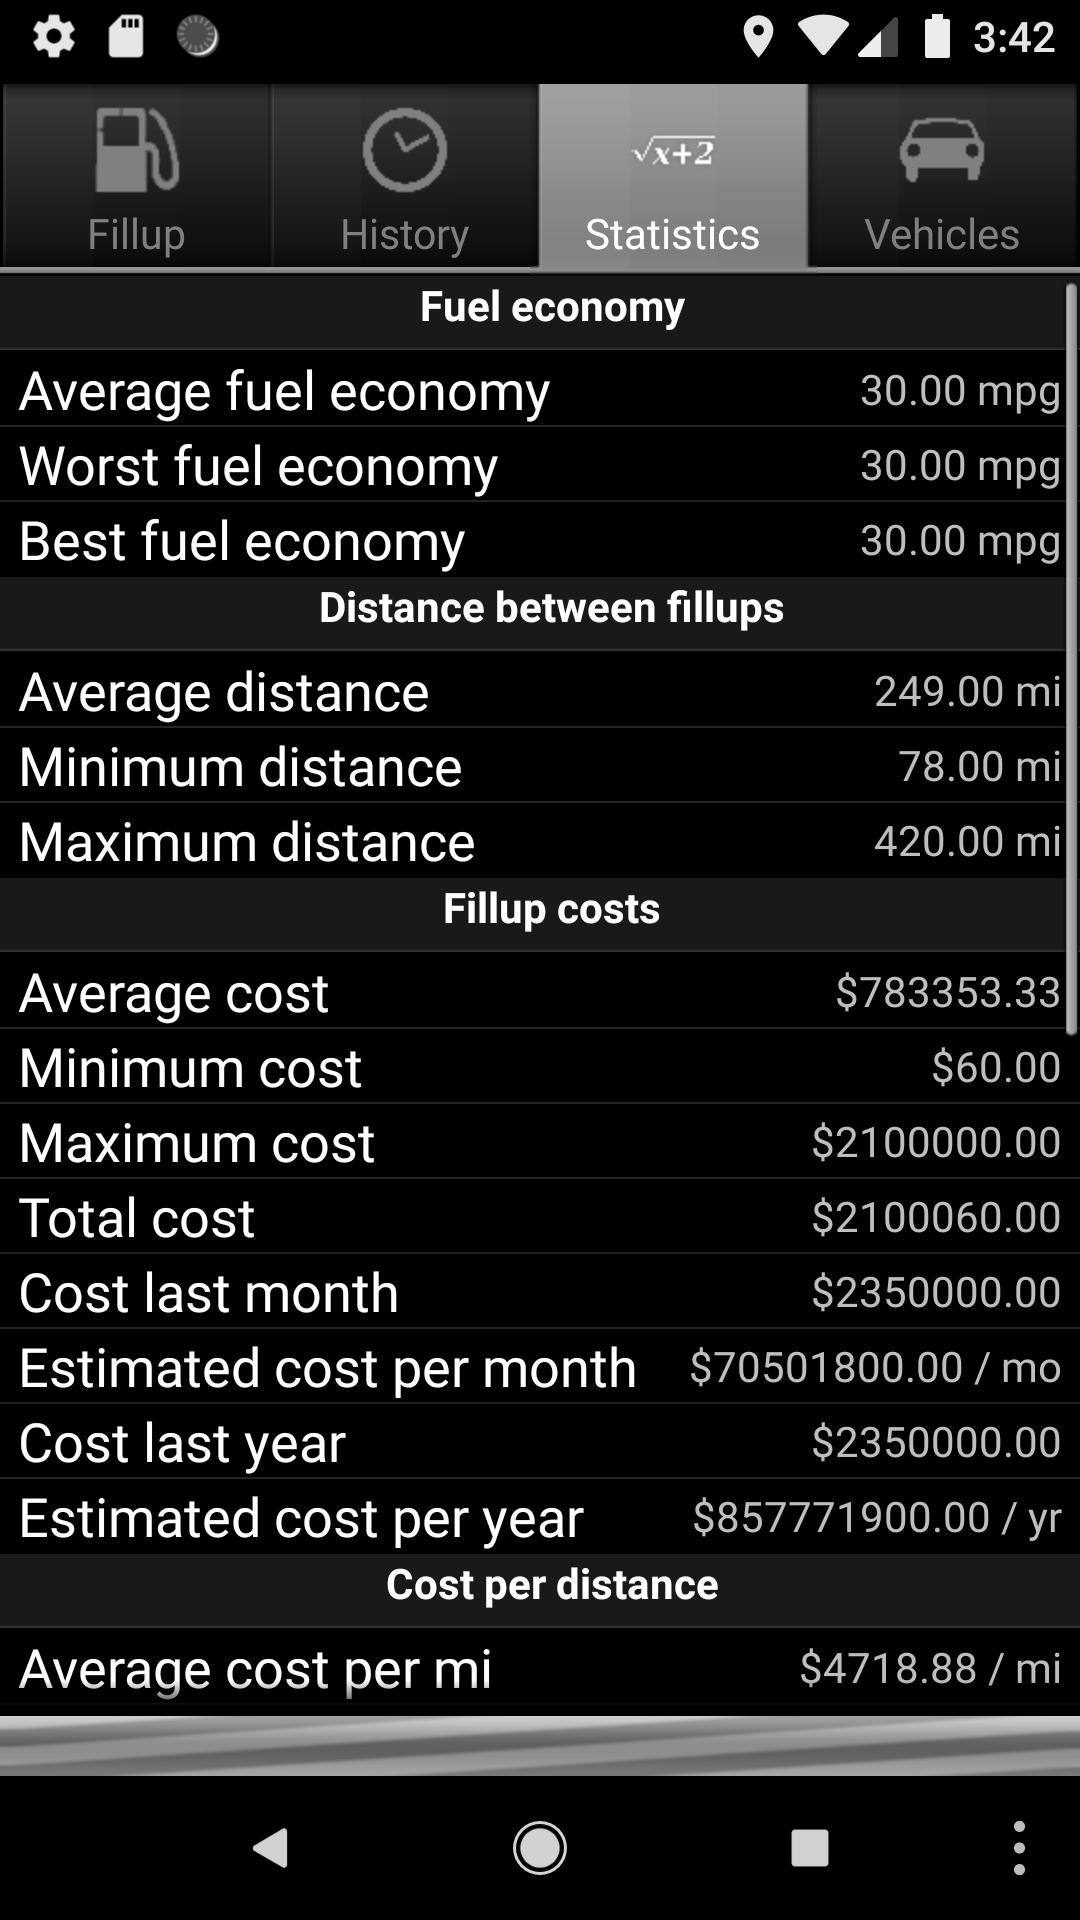 3:42
Fillup
History
√x+2
Statistics
Vehicles
Fuel economy
Average fuel economy 30.00 mpg
Worst fuel economy 30.00 mpg
Best fuel economy 30.00 mpg
Distance between fillups
Average distance 249.00 mi
Minimum distance 78.00 mi
Maximum distance 420.00 mi
Fillup costs
Average cost $783353.33
Minimum cost $60.00
Maximum cost $2100000.00
Total cost $2100060.00
Cost last month $2350000.00
Estimated cost per month $70501800.00 / mo
Cost last year $2350000.00
Estimated cost per year $857771900.00 / yr
Cost per distance
Average cost per mi $4718.88 / mi